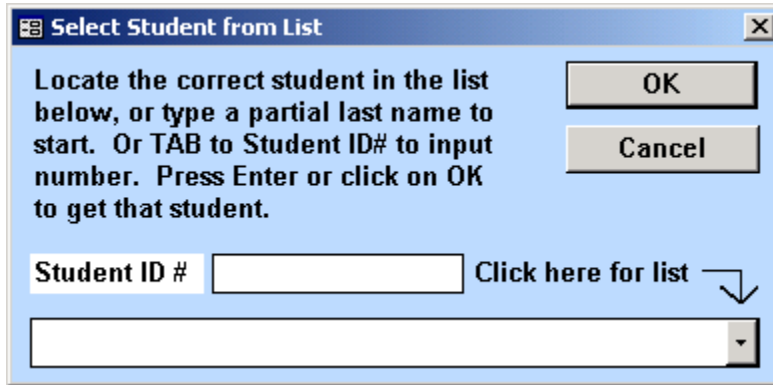 Select Student from List
Locate the correct student in the list
below, or type a partial last name to
start. Or TAB to Student ID# to input
number. Press Enter or click on OK
to get that student.
OK
Cancel
Student ID #
Click here for list